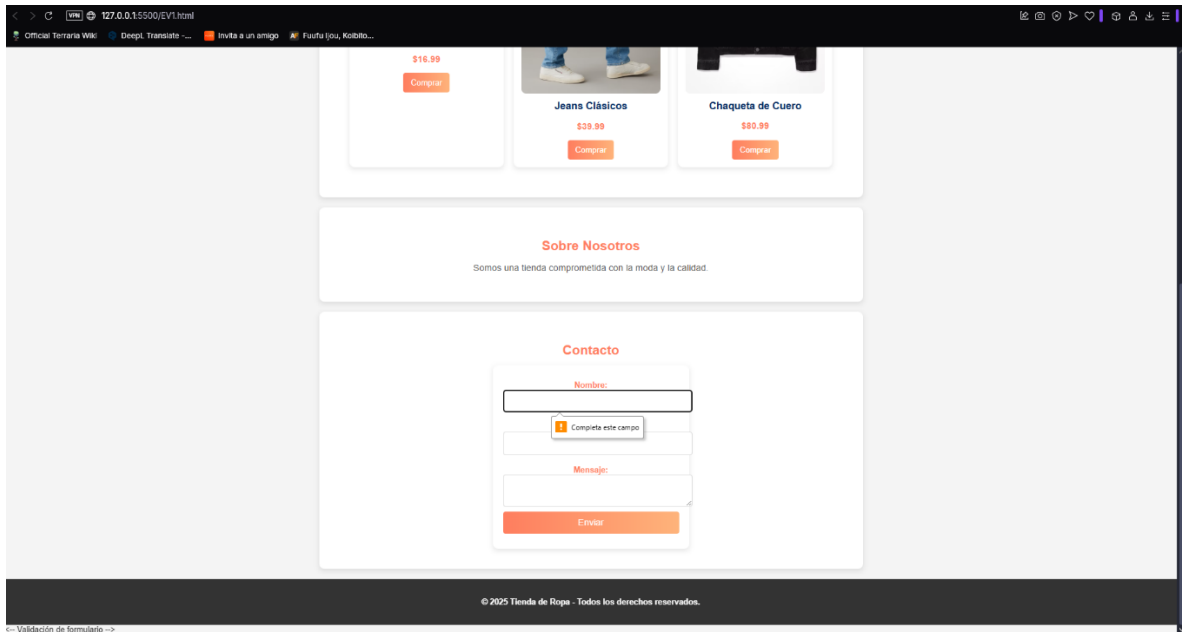 VPN 127.0.0.1:5500/EV1.html
Official Terraria Wiki DeepL Translate -... Invita a un amigo Fuufu Ijou, Koibito...
$16.99
Comprar
Jeans Clásicos
$39.99
Comprar
Chaqueta de Cuero
$80.99
Comprar
Sobre Nosotros
Somos una tienda comprometida con la moda y la calidad.
Contacto
Nombre:
! Completa este campo
Mensaje:
Enviar
© 2025 Tienda de Ropa - Todos los derechos reservados.
<-- Validación de formulario -->